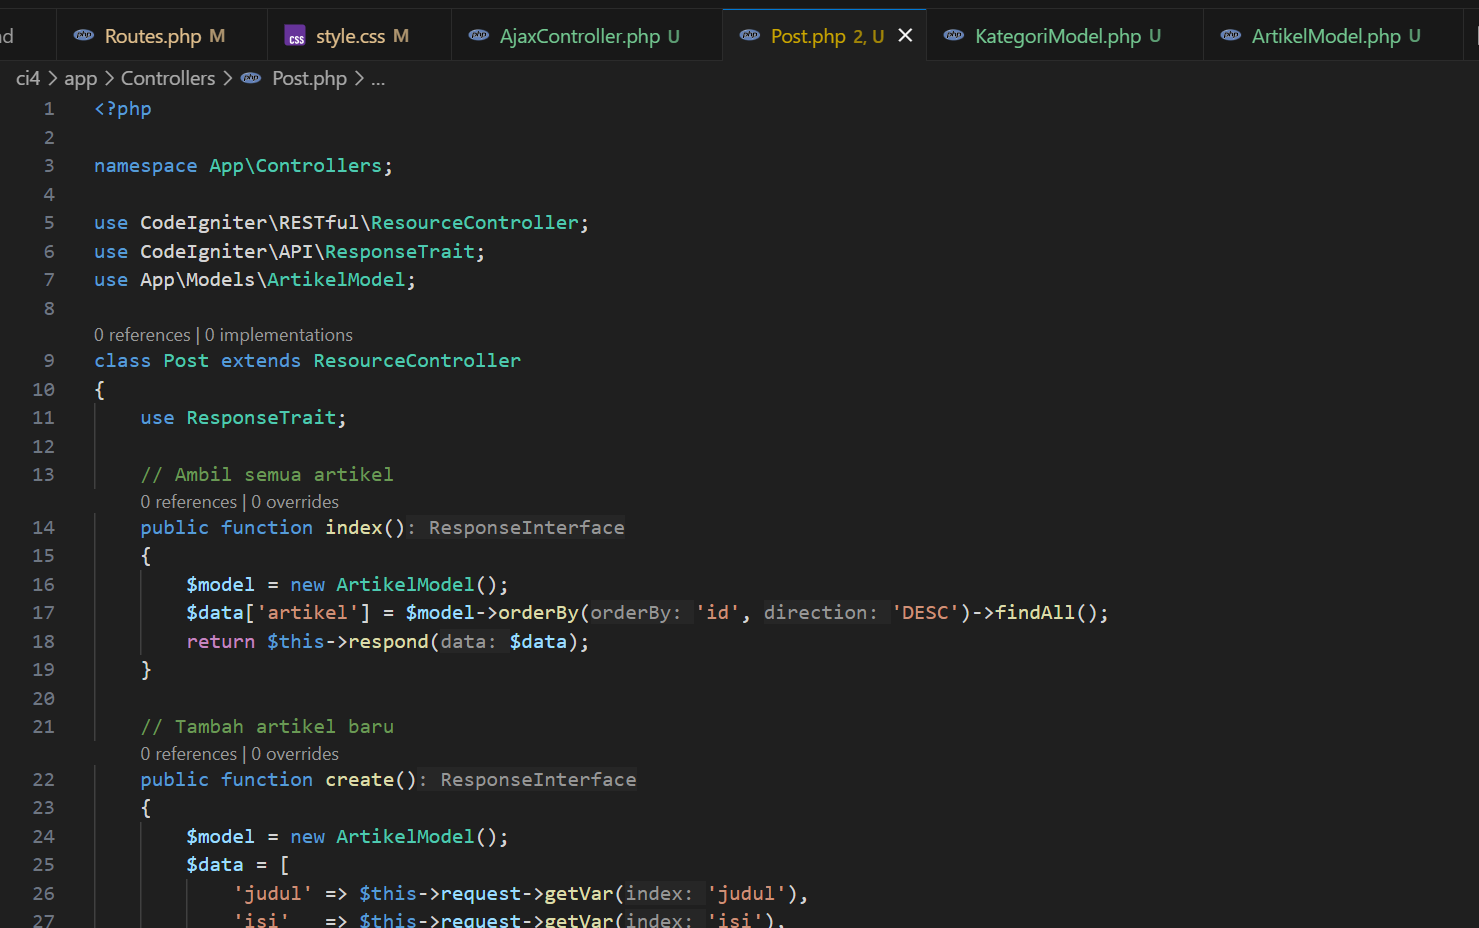 d Routes.php M style.css M AjaxController.php U Post.php 2, U KategoriModel.php U ArtikelModel.php U
ci4 > app > Controllers > Post.php > ...
1 <?php
2
3 namespace App\Controllers;
4
5 use CodeIgniter\RESTful\ResourceController;
6 use CodeIgniter\API\ResponseTrait;
7 use App\Models\ArtikelModel;
8
0 references | 0 implementations
9 class Post extends ResourceController
10 {
11     use ResponseTrait;
12
13     // Ambil semua artikel
0 references | 0 overrides
14     public function index(): ResponseInterface
15     {
16         $model = new ArtikelModel();
17         $data['artikel'] = $model->orderBy(orderBy: 'id', direction: 'DESC')->findAll();
18         return $this->respond(data: $data);
19     }
20
21     // Tambah artikel baru
0 references | 0 overrides
22     public function create(): ResponseInterface
23     {
24         $model = new ArtikelModel();
25         $data = [
26             'judul' => $this->request->getVar(index: 'judul'),
27             'isi'   => $this->request->getVar(index: 'isi'),